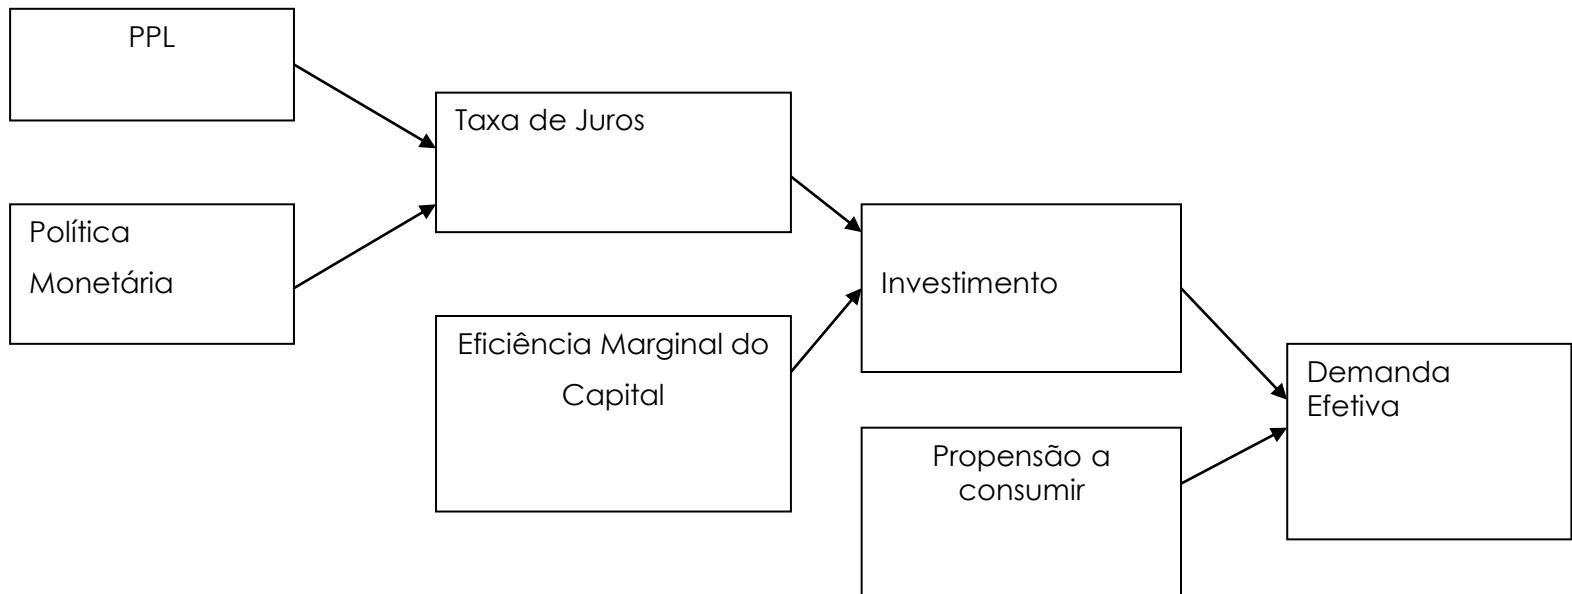 PPL
Taxa de Juros
Política
Monetária
Investimento
Eficiência Marginal do
Capital
Demanda
Efetiva
Propensão a
consumir